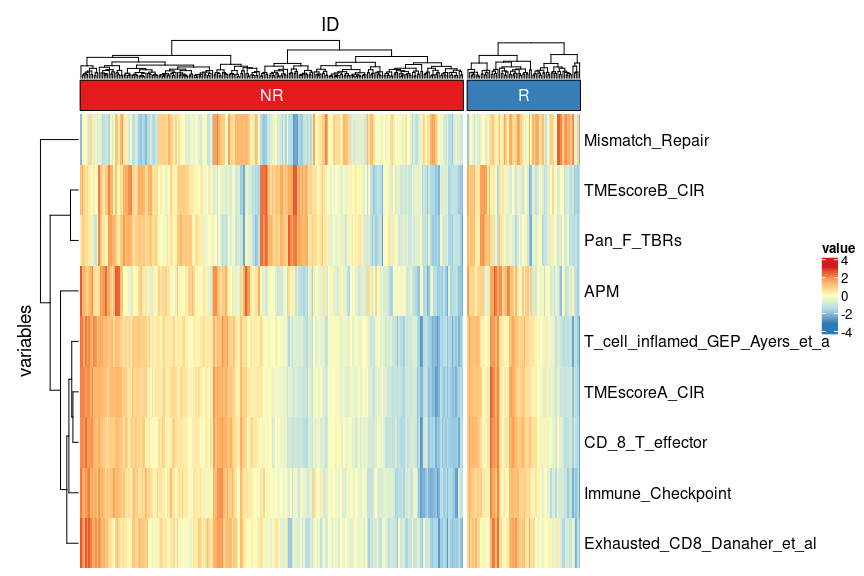 ID
NR
R
Mismatch_Repair
TMEscoreB_CIR
Pan_F_TBRs
APM
T_cell_inflamed_GEP_Ayers_et_a
TMEscoreA_CIR
CD_8_T_effector
Immune_Checkpoint
Exhausted_CD8_Danaher_et_al
variables
value
4
2
0
-2
-4